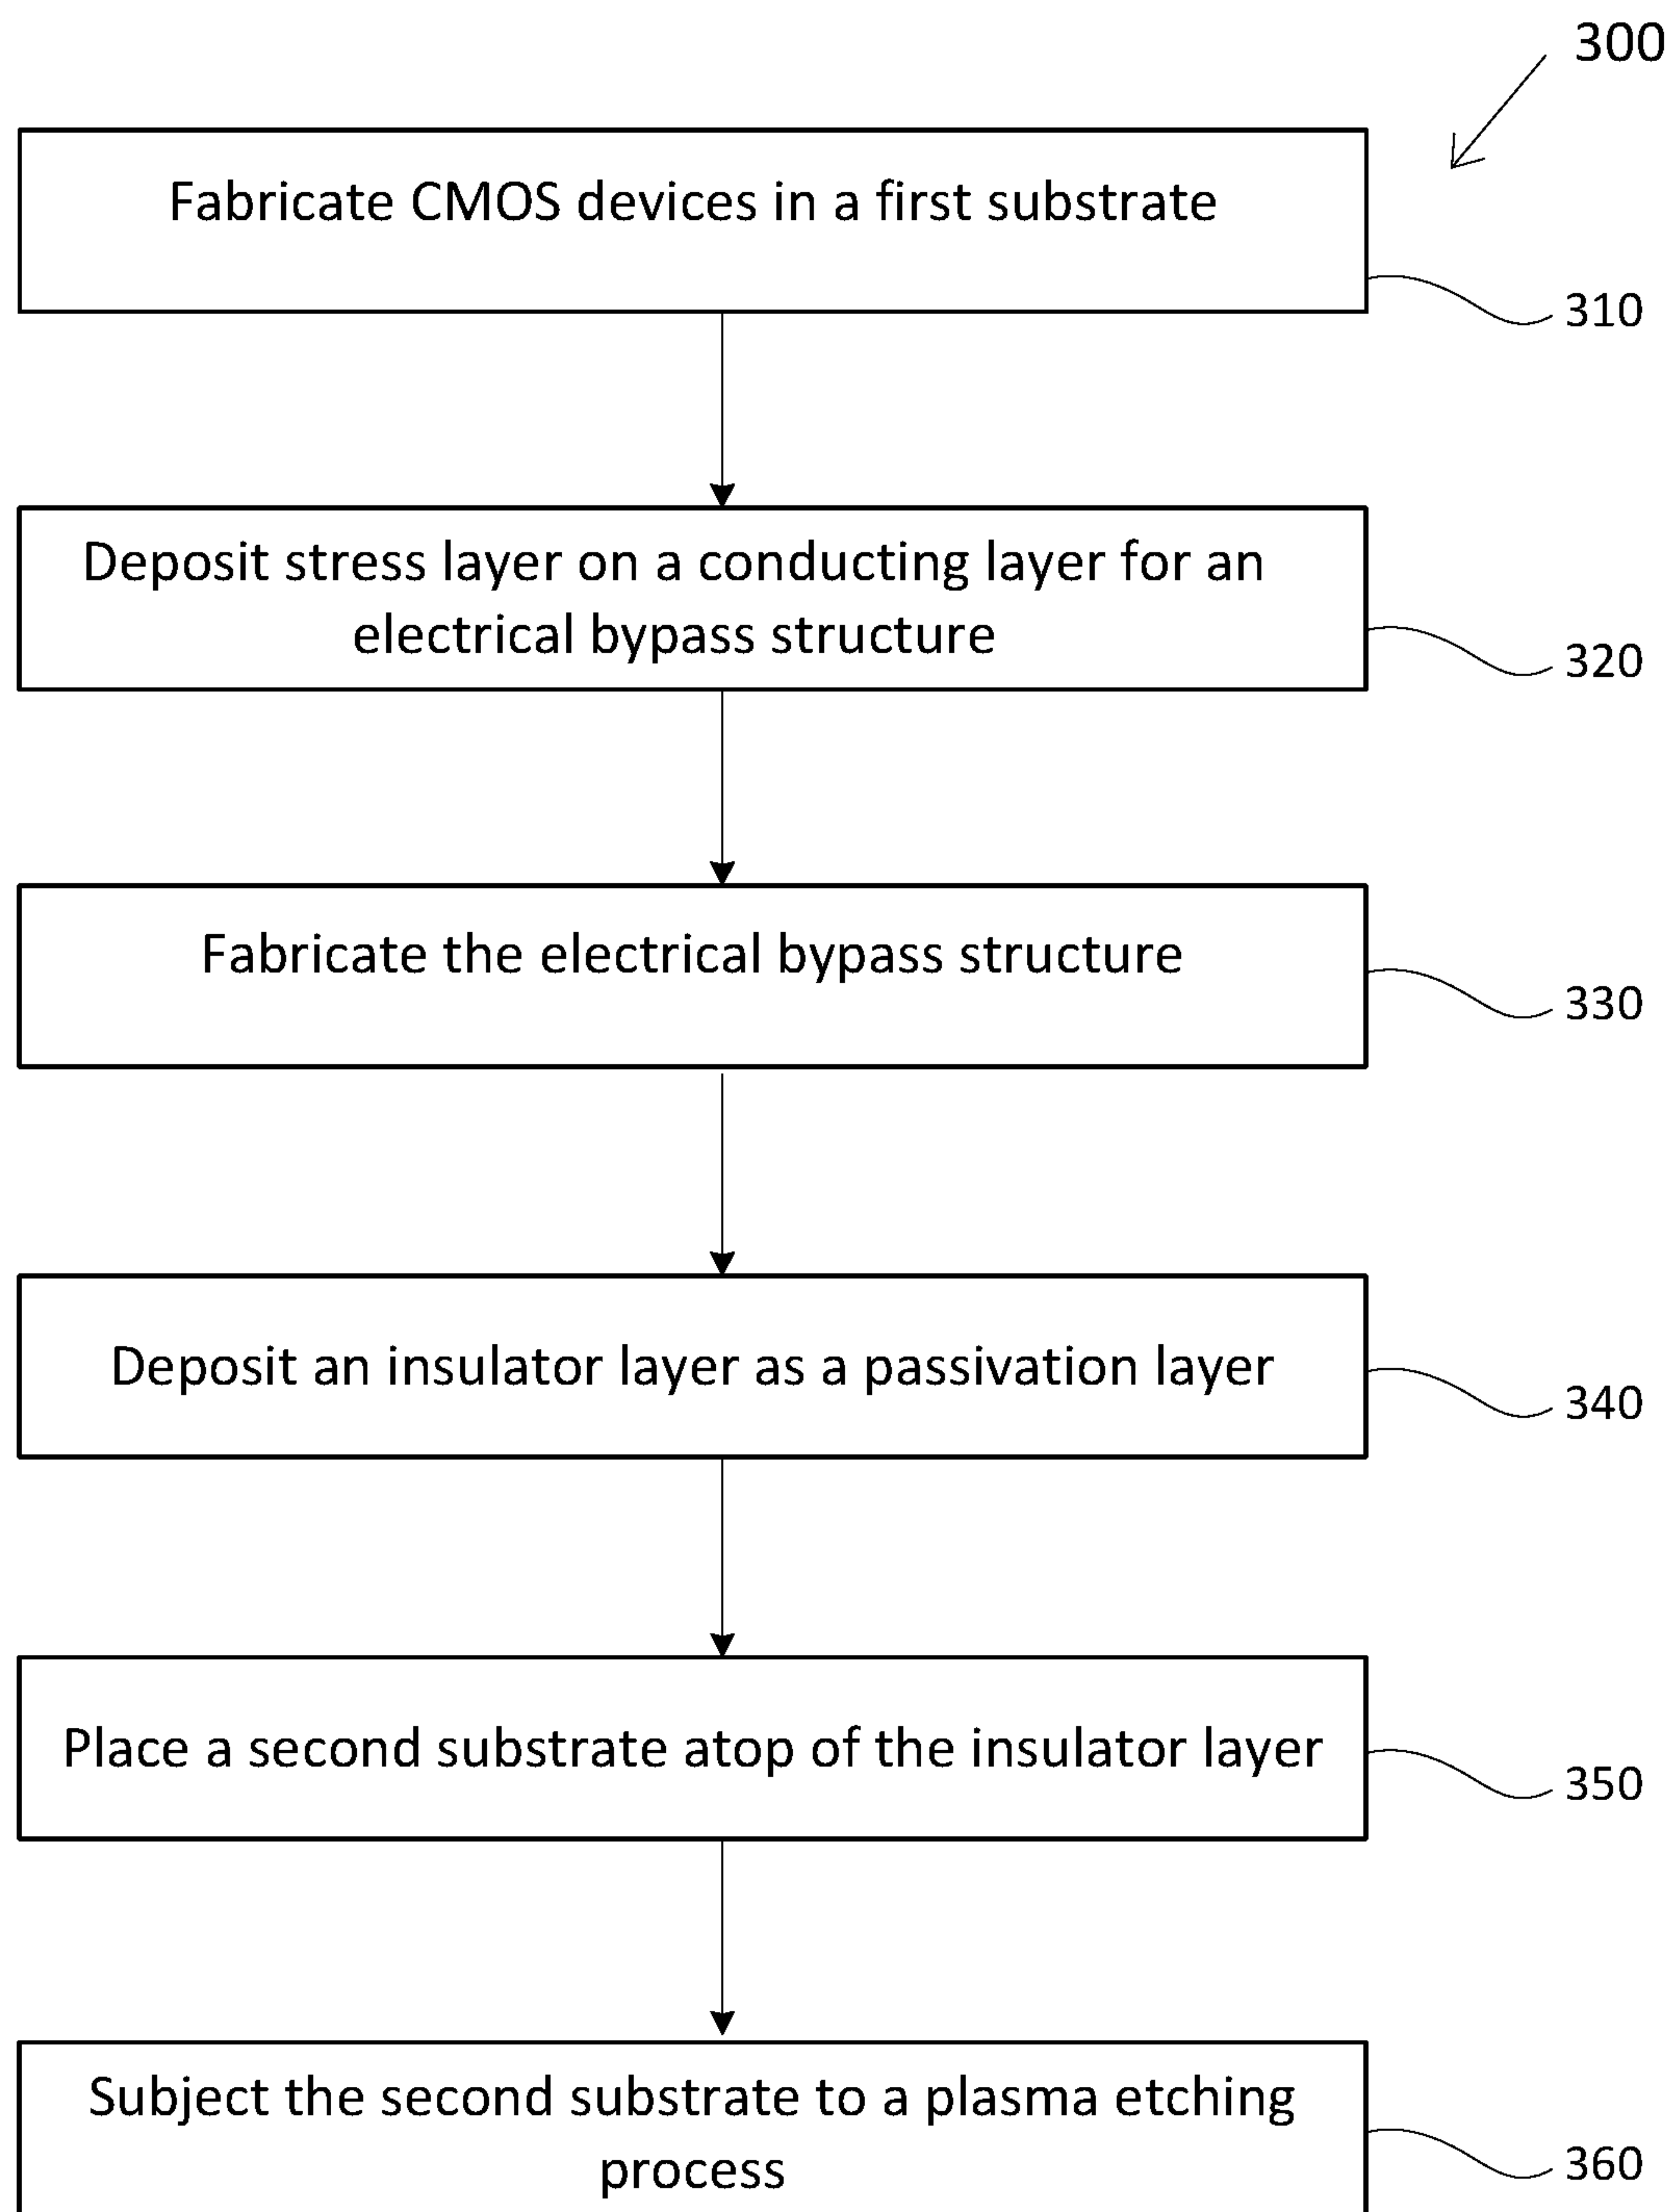 300
Fabricate CMOS devices in a first substrate
310
Deposit stress layer on a conducting layer for an
electrical bypass structure
320
Fabricate the electrical bypass structure
330
Deposit an insulator layer as a passivation layer
340
Place a second substrate atop of the insulator layer
350
Subject the second substrate to a plasma etching
process
360